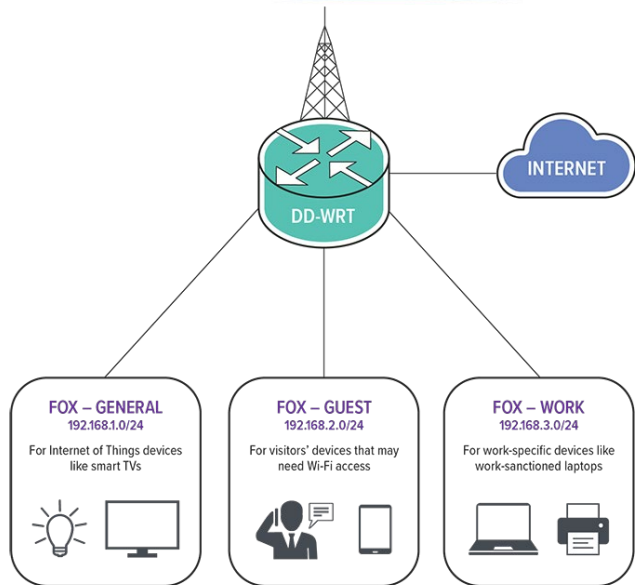 INTERNET
DD-WRT
FOX – GENERAL
192.168.1.0/24
For Internet of Things devices
like smart TVs
FOX – GUEST
192.168.2.0/24
For visitors’ devices that may
need Wi-Fi access
FOX – WORK
192.168.3.0/24
For work-specific devices like
work-sanctioned laptops